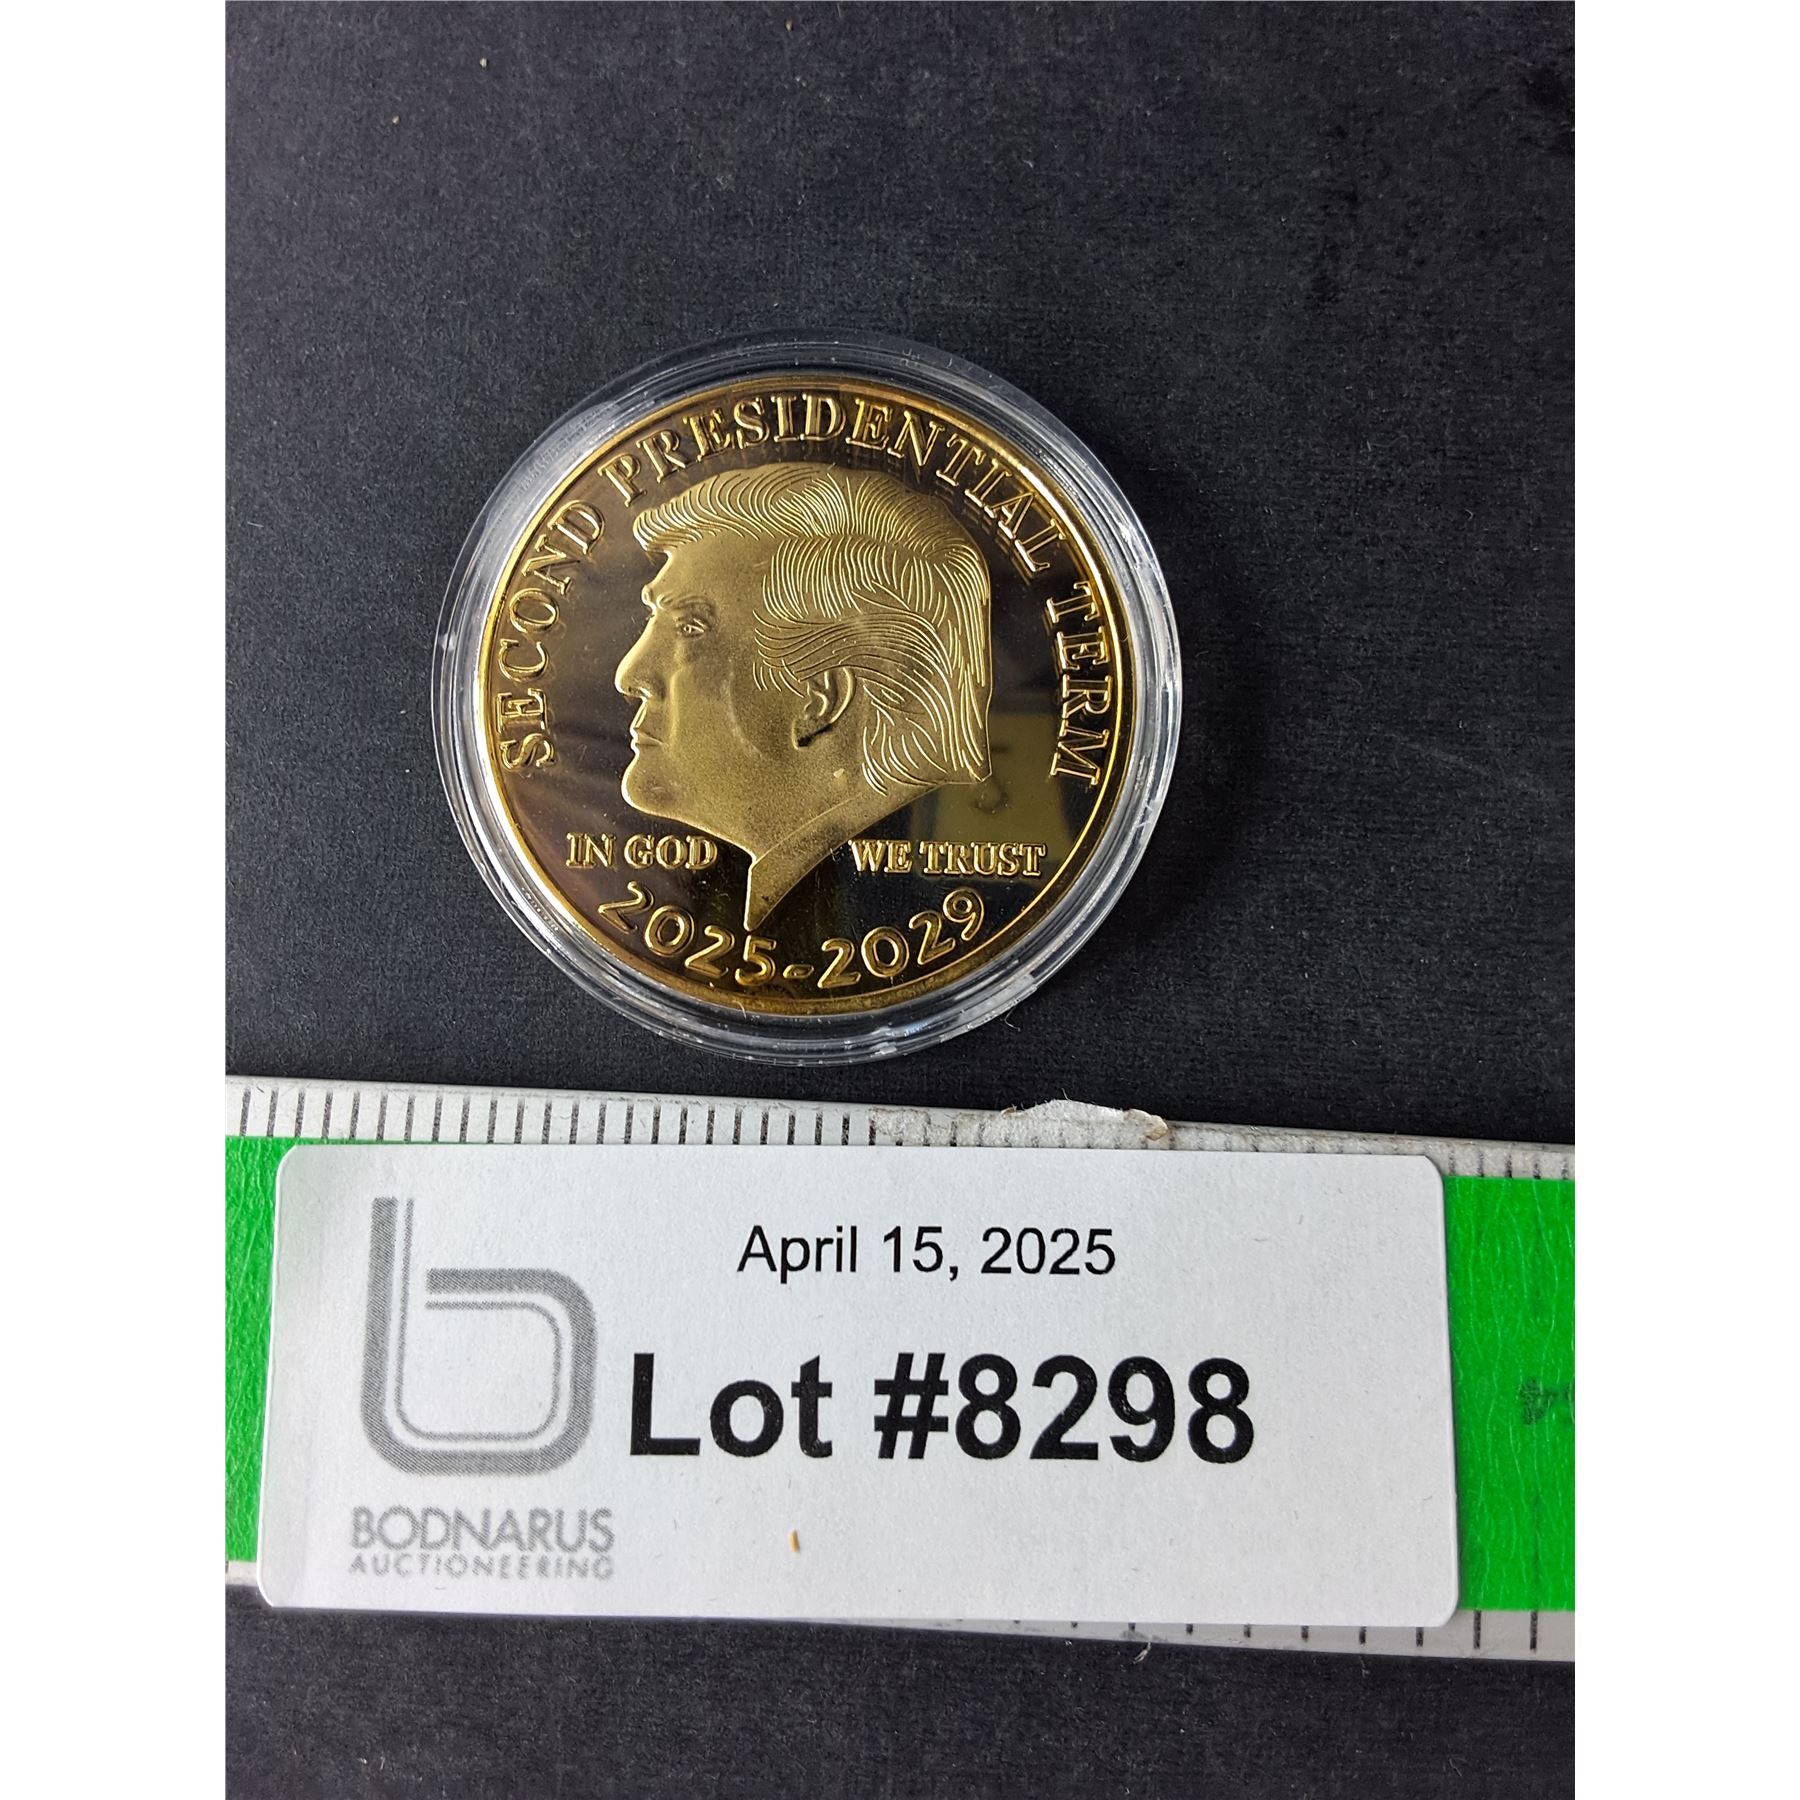 SECOND PRESIDENTIAL TERM
IN GOD WE TRUST
2025-2029
April 15, 2025
Lot #8298
BODNARUS
AUCTIONEERING